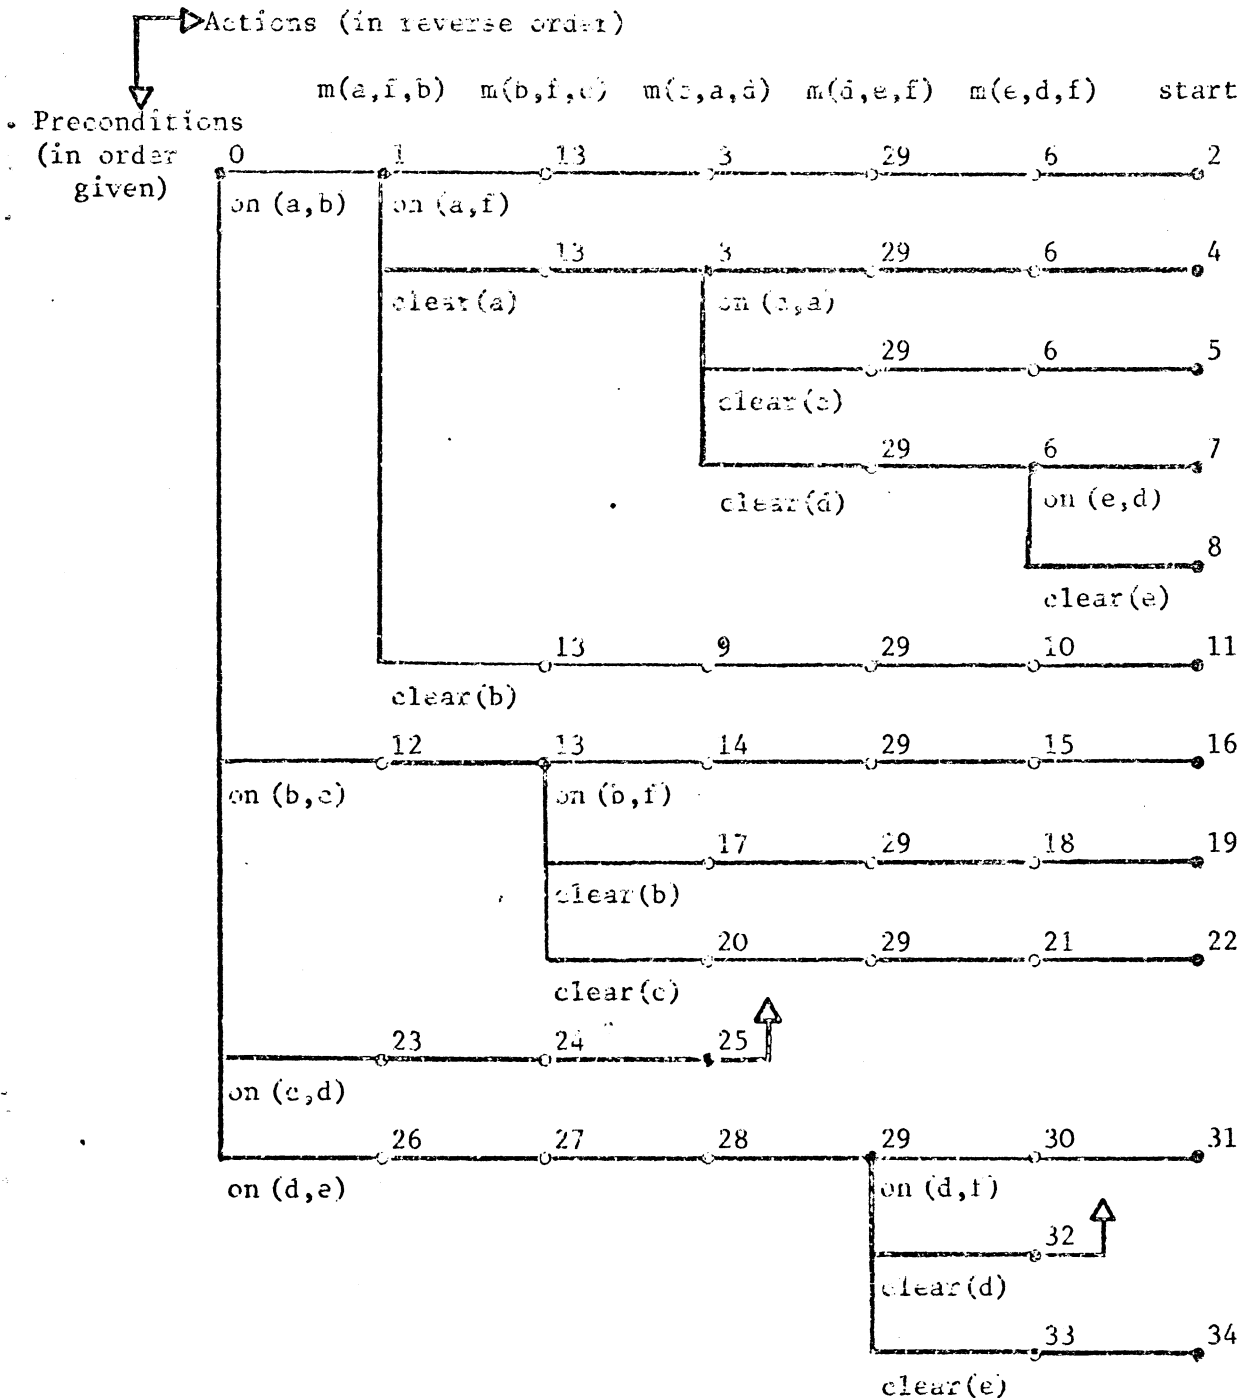 Actions (in reverse order)
m(a,f,b) m(b,f,c) m(c,a,d) m(d,e,f) m(e,d,f) start
Preconditions
(in order
given)
0 1 13 3 29 6 2
on (a,b) on (a,f)
13 3 29 6 4
clear(a) on (c,a)
29 6 5
clear(c)
29 6 7
clear(d) on (e,d)
8
clear(e)
13 9 29 10 11
clear(b)
12 13 14 29 15 16
on (b,c) on (b,f)
17 29 18 19
clear(b)
20 29 21 22
clear(c)
23 24 25
on (c,d)
26 27 28 29 30 31
on (d,e) on (d,f)
32
clear(d)
33 34
clear(e)